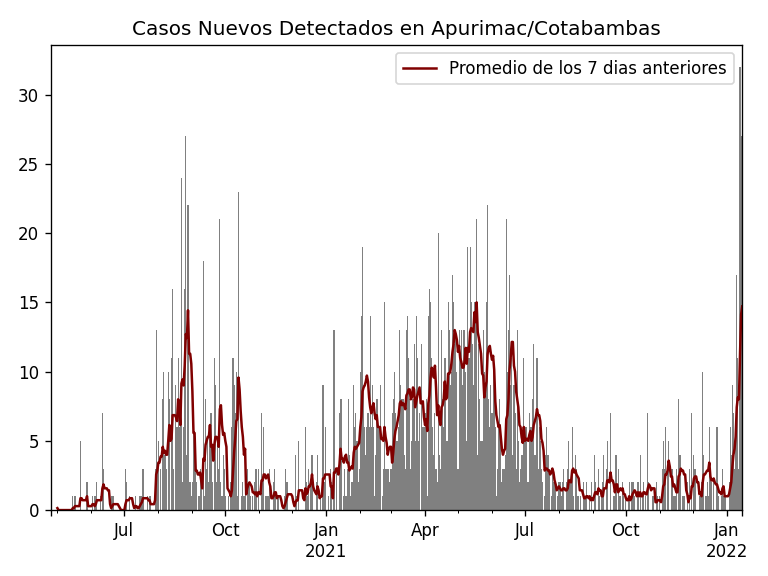 Casos Nuevos Detectados en Apurimac/Cotabambas
Promedio de los 7 dias anteriores
30
25
20
15
10
5
0
Jul
Oct
Jan
2021
Apr
Jul
Oct
Jan
2022